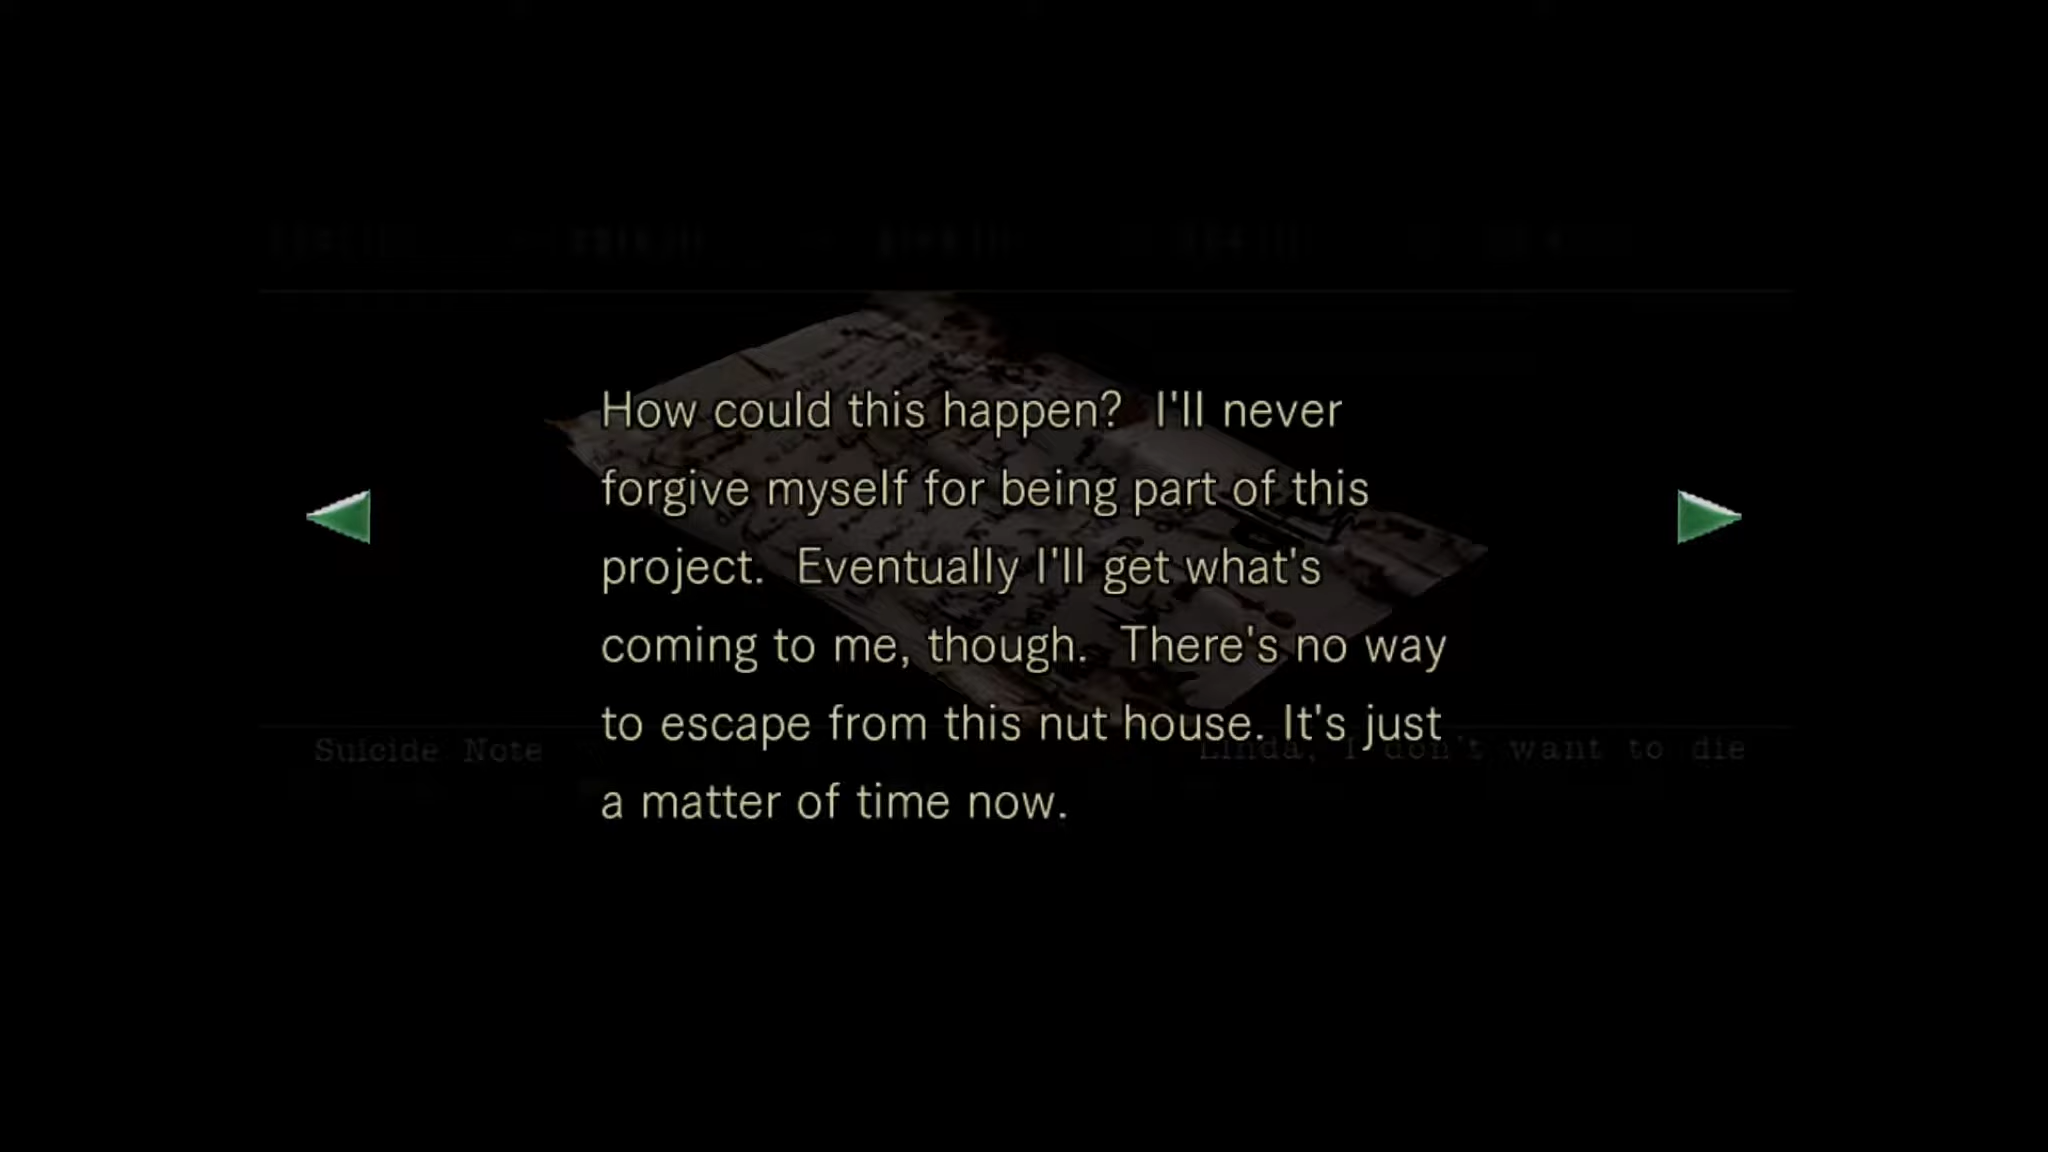 How could this happen?  I'll never
forgive myself for being part of this
project.  Eventually I'll get what's
coming to me, though.  There's no way
to escape from this nut house. It's just
a matter of time now.
Suicide Note
Linda, I don't want to die